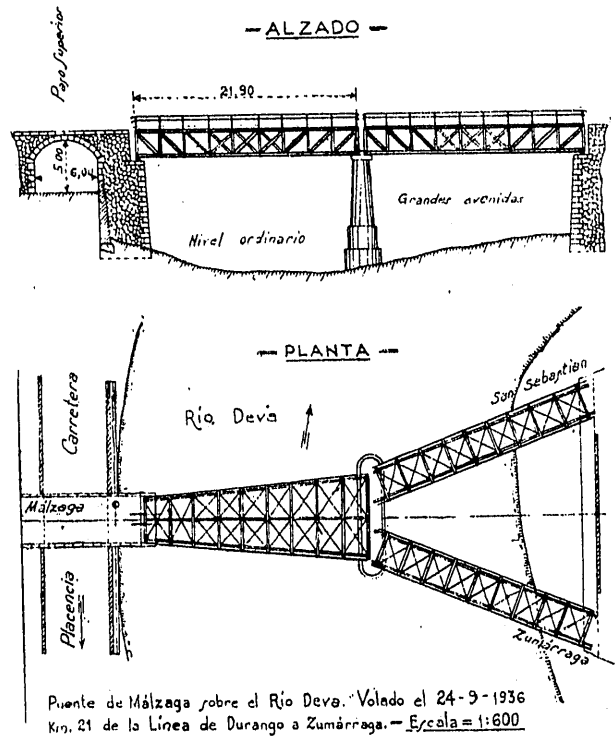 - ALZADO -
Paso Superior
21,90
5,00
6,04
Grandes avenidas
Nivel ordinario
- PLANTA -
San Sebastian
Carretera
Río, Deva
Málzaga
Placencia
Zumárraga
Puente de Málzaga sobre el Río Deva. Volado el 24-9-1936
Km. 21 de la Línea de Durango a Zumárraga. - Escala = 1:600